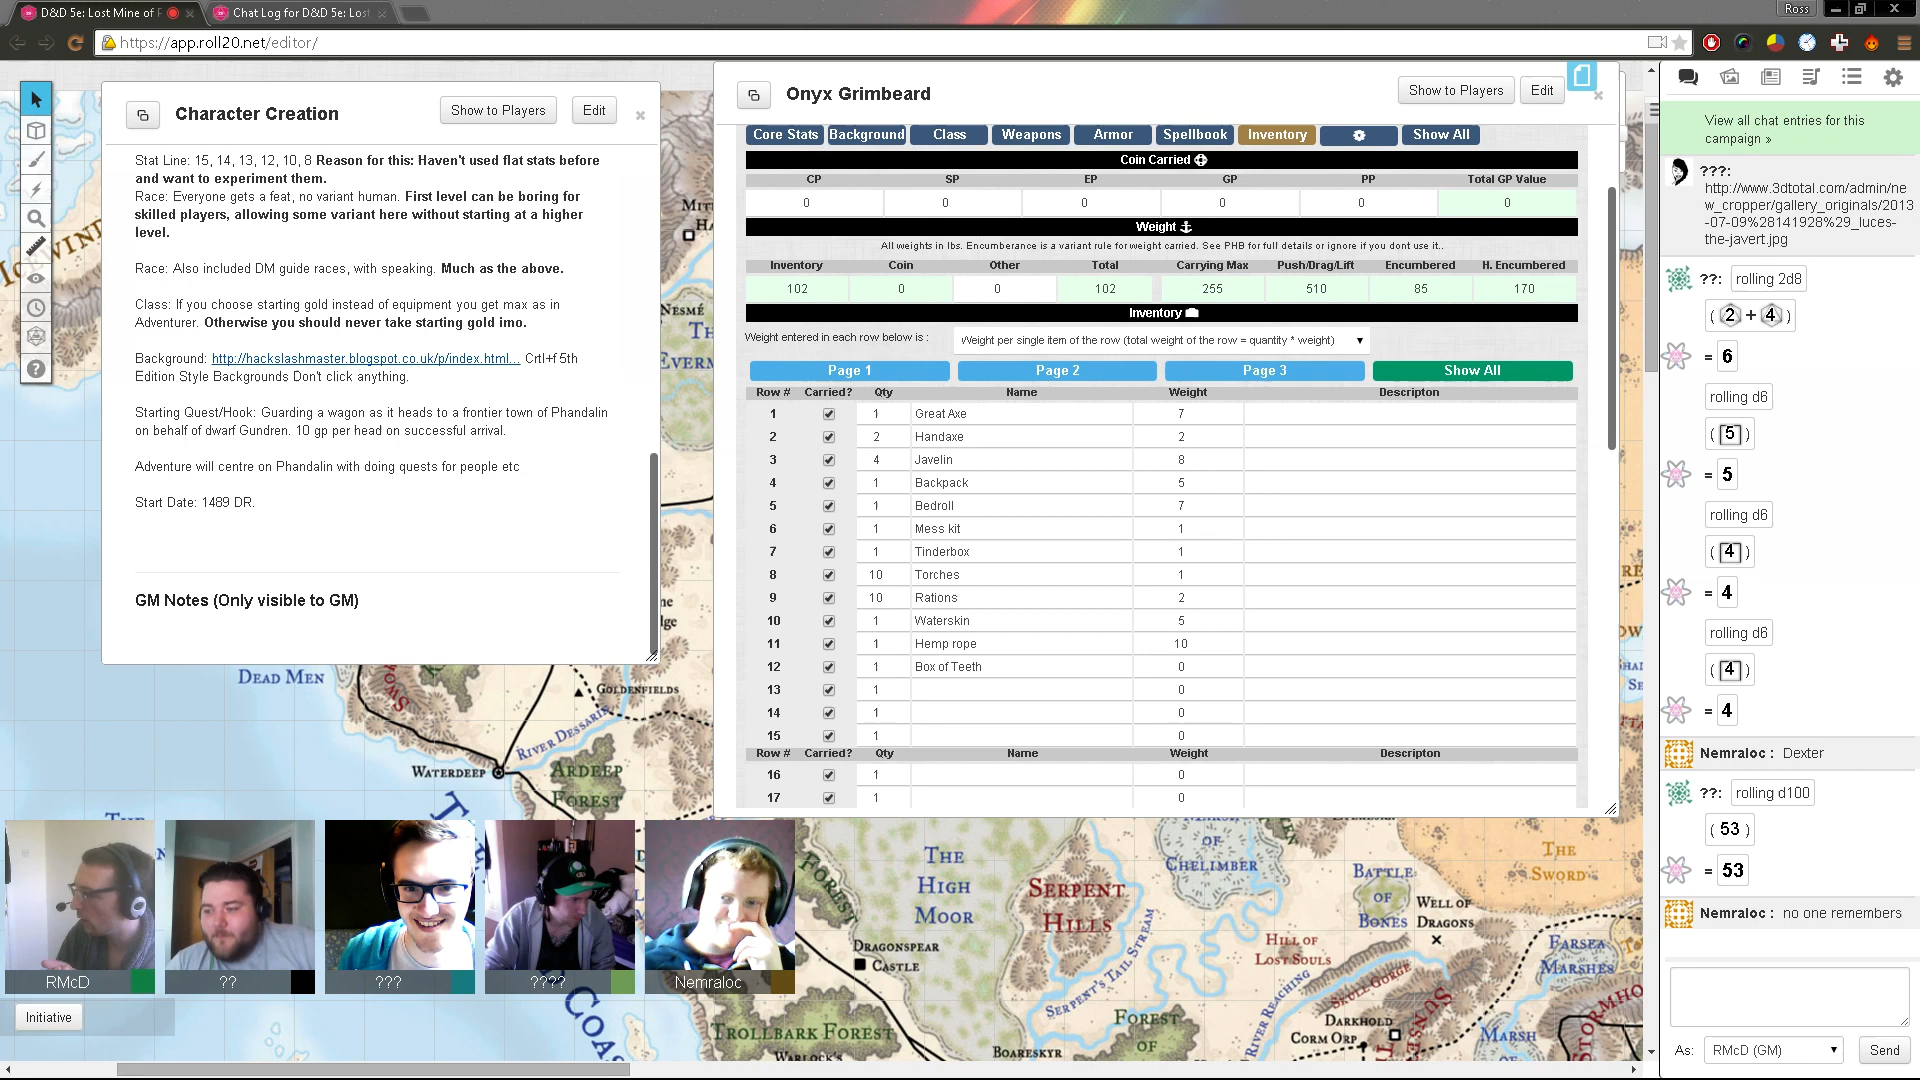 D&D 5e: Lost Mine of P
Chat Log for D&D 5e: Lost
Ross
https://app.roll20.net/editor/
Character Creation
Show to Players
Edit
Stat Line: 15, 14, 13, 12, 10, 8 Reason for this: Haven't used flat stats before
and want to experiment them.
Race: Everyone gets a feat, no variant human. First level can be boring for
skilled players, allowing some variant here without starting at a higher
level.
Race: Also included DM guide races, with speaking. Much as the above.
Class: If you choose starting gold instead of equipment you get max as in
Adventurer. Otherwise you should never take starting gold imo.
Background: http://hackslashmaster.blogspot.co.uk/p/index.html... Crtl+f 5th
Edition Style Backgrounds Don't click anything.
Starting Quest/Hook: Guarding a wagon as it heads to a frontier town of Phandalin
on behalf of dwarf Gundren. 10 gp per head on successful arrival.
Adventure will centre on Phandalin with doing quests for people etc
Start Date: 1489 DR.
GM Notes (Only visible to GM)
Onyx Grimbeard
Show to Players
Edit
Core Stats Background Class Weapons Armor Spellbook Inventory Show All
Coin Carried
CP SP EP GP PP Total GP Value
0 0 0 0 0 0
Weight
All weights in lbs. Encumberance is a variant rule for weight carried. See PHB for full details or ignore if you dont use it..
Inventory Coin Other Total Carrying Max Push/Drag/Lift Encumbered H. Encumbered
102 0 0 102 255 510 85 170
Inventory
Weight entered in each row below is :
Weight per single item of the row (total weight of the row = quantity * weight)
Page 1 Page 2 Page 3 Show All
Row # Carried? Qty Name Weight Descripton
1 1 Great Axe 7
2 2 Handaxe 2
3 4 Javelin 8
4 1 Backpack 5
5 1 Bedroll 7
6 1 Mess kit 1
7 1 Tinderbox 1
8 10 Torches 1
9 10 Rations 2
10 1 Waterskin 5
11 1 Hemp rope 10
12 1 Box of Teeth 0
13 1 0
14 1 0
15 1 0
Row # Carried? Qty Name Weight Descripton
16 1 0
17 1 0
View all chat entries for this
campaign »
???:
http://www.3dtotal.com/admin/ne
w_cropper/gallery_originals/2013
-07-09%28141928%29_luces-
the-javert.jpg
??: rolling 2d8
( 2 + 4 )
= 6
rolling d6
( 5 )
= 5
rolling d6
( 4 )
= 4
rolling d6
( 4 )
= 4
Nemraloc : Dexter
??: rolling d100
( 53 )
= 53
Nemraloc : no one remembers
As:
RMcD (GM)
Send
NESMÉ
DEAD MEN
SWORD
GOLDENFIELDS
RIVER DESSARIN
WATERDEEP
ARDEEP
FOREST
FOREST
THE
HIGH
MOOR
DRAGONSPEAR
CASTLE
TROLLBARK FOREST
WARLOCK'S
BOARESKYR
SERPENT
HILLS
SERPENT'S TAIL STREAM
FOREST
OF
MARSH
OF
CHELIMBER
HILL OF
LOST SOULS
RIVER REACHING
SKULL GORGE
DARKHOLD
CORM ORP
BATTLE
OF
BONES
WELL OF
DRAGONS
THE
SWORD
FARSEA
MARSHES
MARSH
OF
SUNSET
STORMHO
COAS
RMcD
??
???
????
Nemraloc
Initiative